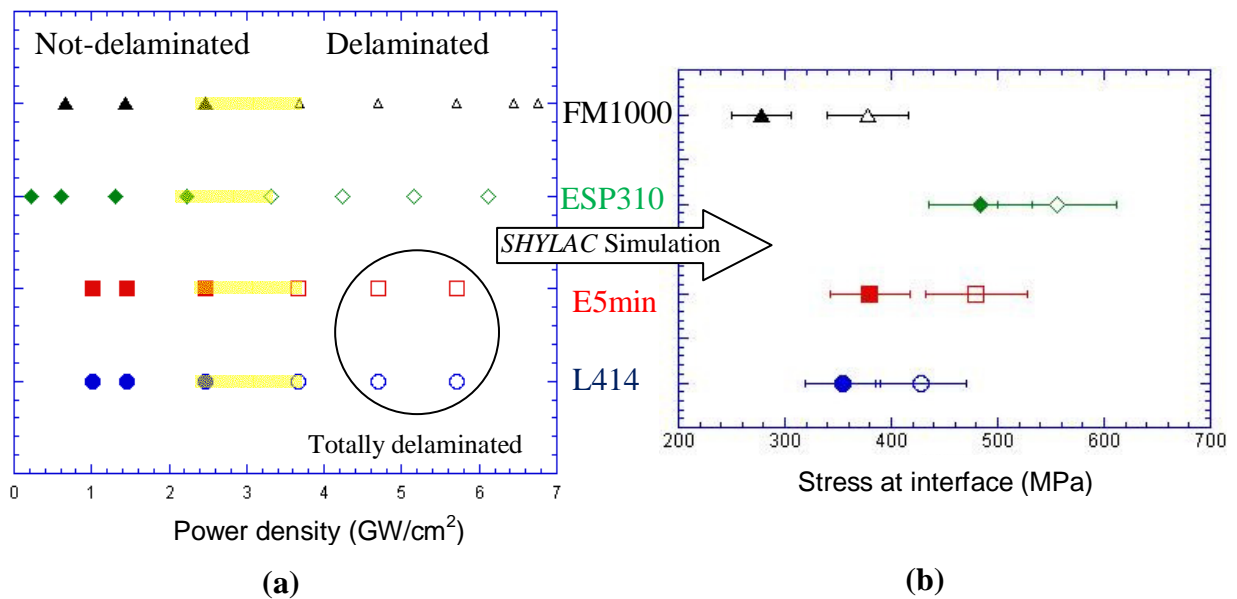 Not-delaminated Delaminated
FM1000
ESP310
SHYLAC Simulation
E5min
L414
Totally delaminated
0 1 2 3 4 5 6 7
Power density (GW/cm²)
(a)
200 300 400 500 600 700
Stress at interface (MPa)
(b)